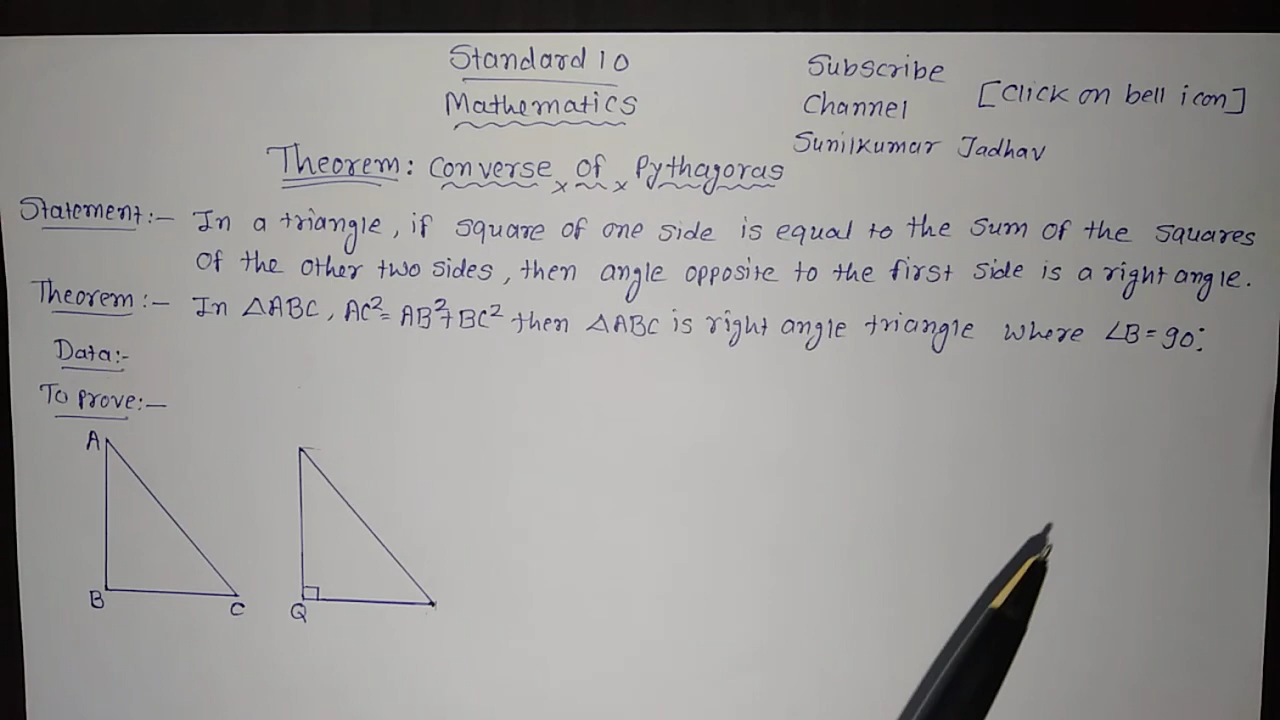 Standard 10
Mathematics
Subscribe
Channel
Sunilkumar Jadhav
[Click on bell icon]
Theorem: Converse of Pythagoras
Statement:- In a triangle, if square of one side is equal to the sum of the squares
of the other two sides, then angle opposite to the first side is a right angle.
Theorem:- In △ABC, AC²= AB²+BC² then △ABC is right angle triangle where ∠B=90°.
Data:-
To prove:-
A
B
C
Q